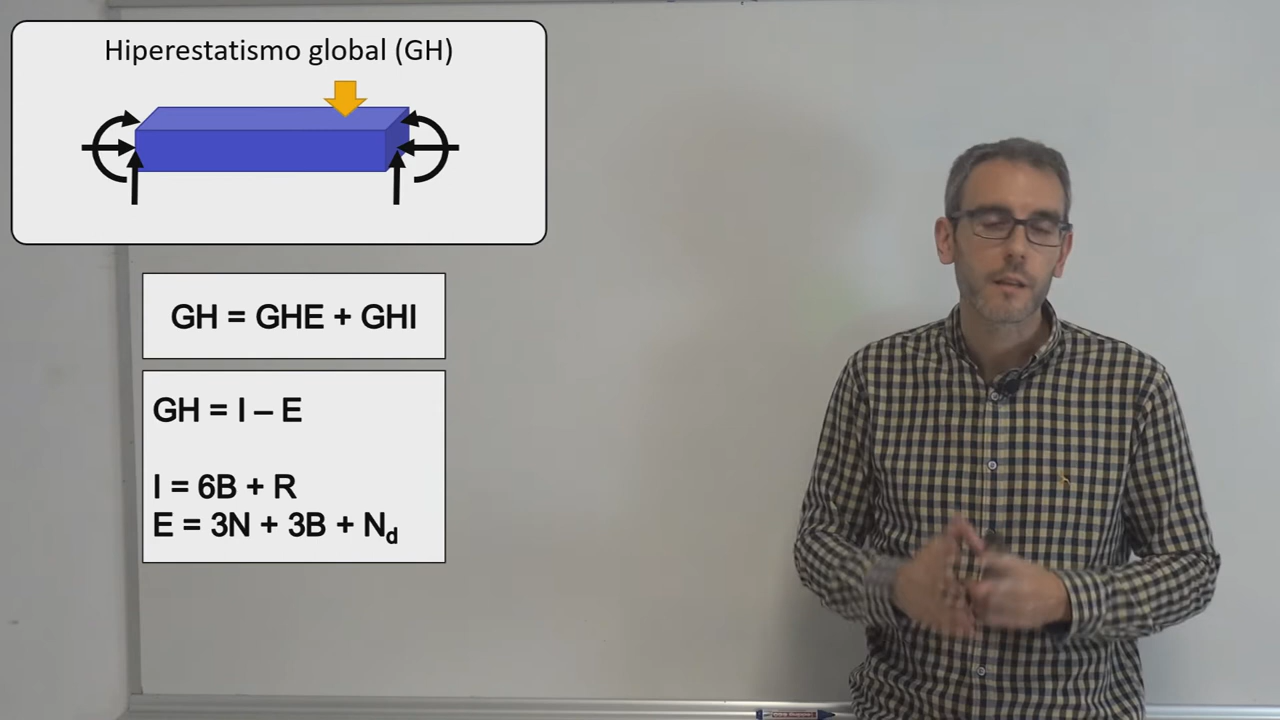 Hiperestatismo global (GH)
GH = GHE + GHI
GH = I – E
I = 6B + R
E = 3N + 3B + Nd